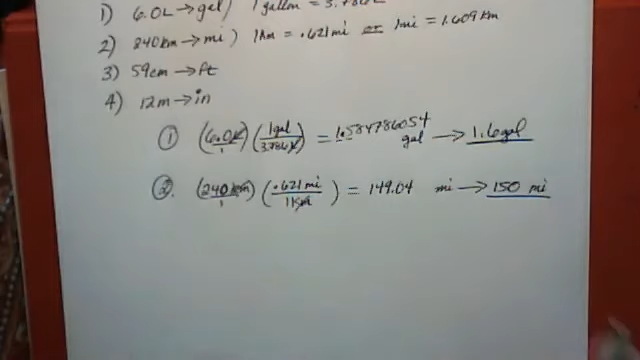 1) 6.0L → gal / 1 gallon = 3.786L
2) 240km → mi ) 1Km = .621mi or 1mi = 1.609Km
3) 59cm → ft
4) 12m → in
① (6.0L/1) (1gal/3.786L) = 1.584786054 gal → 1.6gal
②. (240km/1) (.621mi/1Km) = 149.04 mi → 150 mi